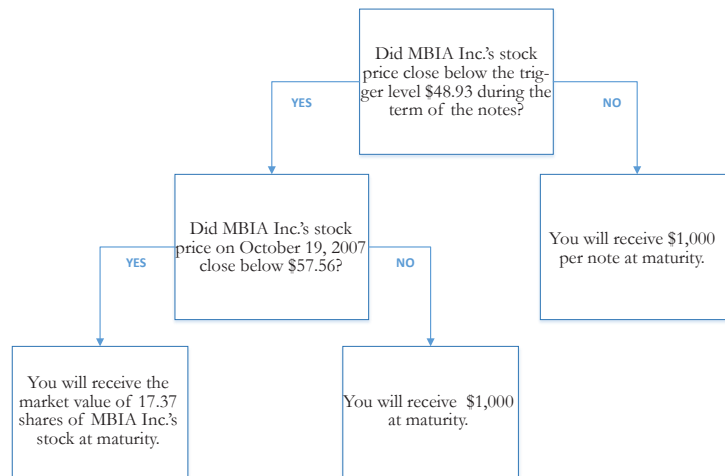 Did MBIA Inc.'s stock
price close below the trig-
ger level $48.93 during the
term of the notes?
YES
NO
Did MBIA Inc.'s stock
price on October 19, 2007
close below $57.56?
You will receive $1,000
per note at maturity.
YES
NO
You will receive the
market value of 17.37
shares of MBIA Inc.'s
stock at maturity.
You will receive $1,000
at maturity.